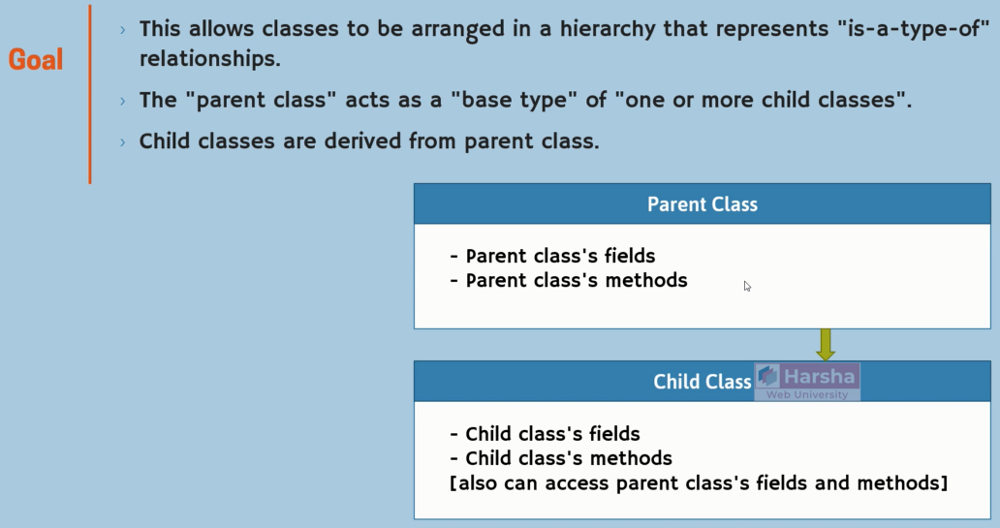 Goal
› This allows classes to be arranged in a hierarchy that represents "is-a-type-of"
relationships.
› The "parent class" acts as a "base type" of "one or more child classes".
› Child classes are derived from parent class.
Parent Class
- Parent class's fields
- Parent class's methods
Child Class
Harsha
Web University
- Child class's fields
- Child class's methods
[also can access parent class's fields and methods]